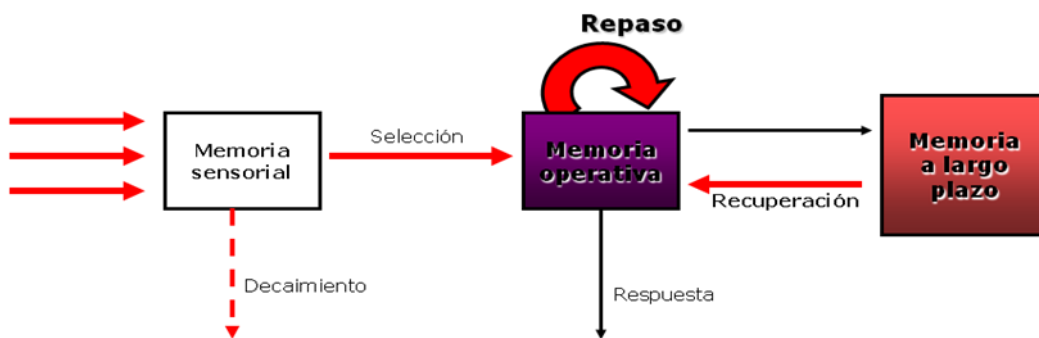 Repaso
Memoria
sensorial
Selección
Memoria
operativa
Memoria
a largo
plazo
Recuperación
Decaimiento
Respuesta